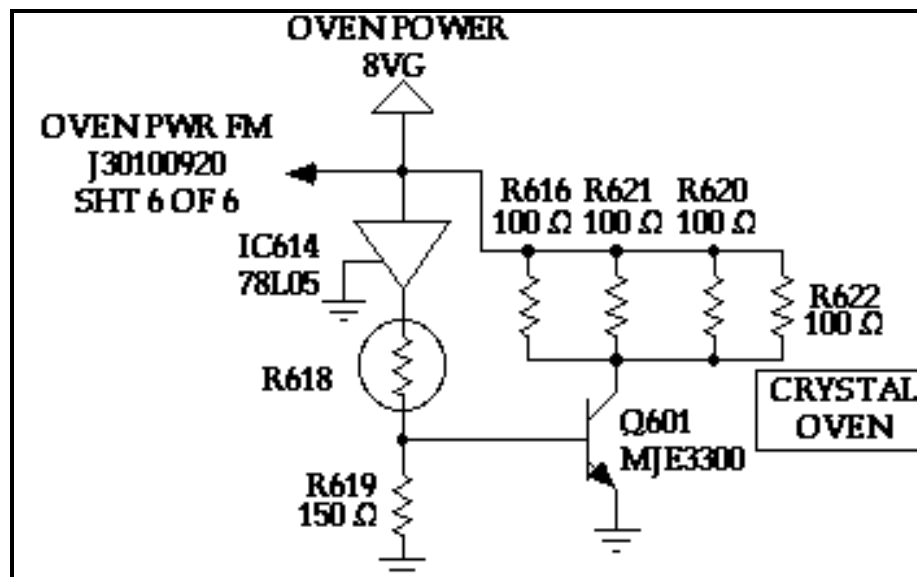 OVEN POWER
8VG
OVEN PWR FM
J30100920
SHT 6 OF 6
R616 R621 R620
100 Ω 100 Ω 100 Ω
IC614
78L05
R622
100 Ω
R618
CRYSTAL
OVEN
Q601
MJE3300
R619
150 Ω